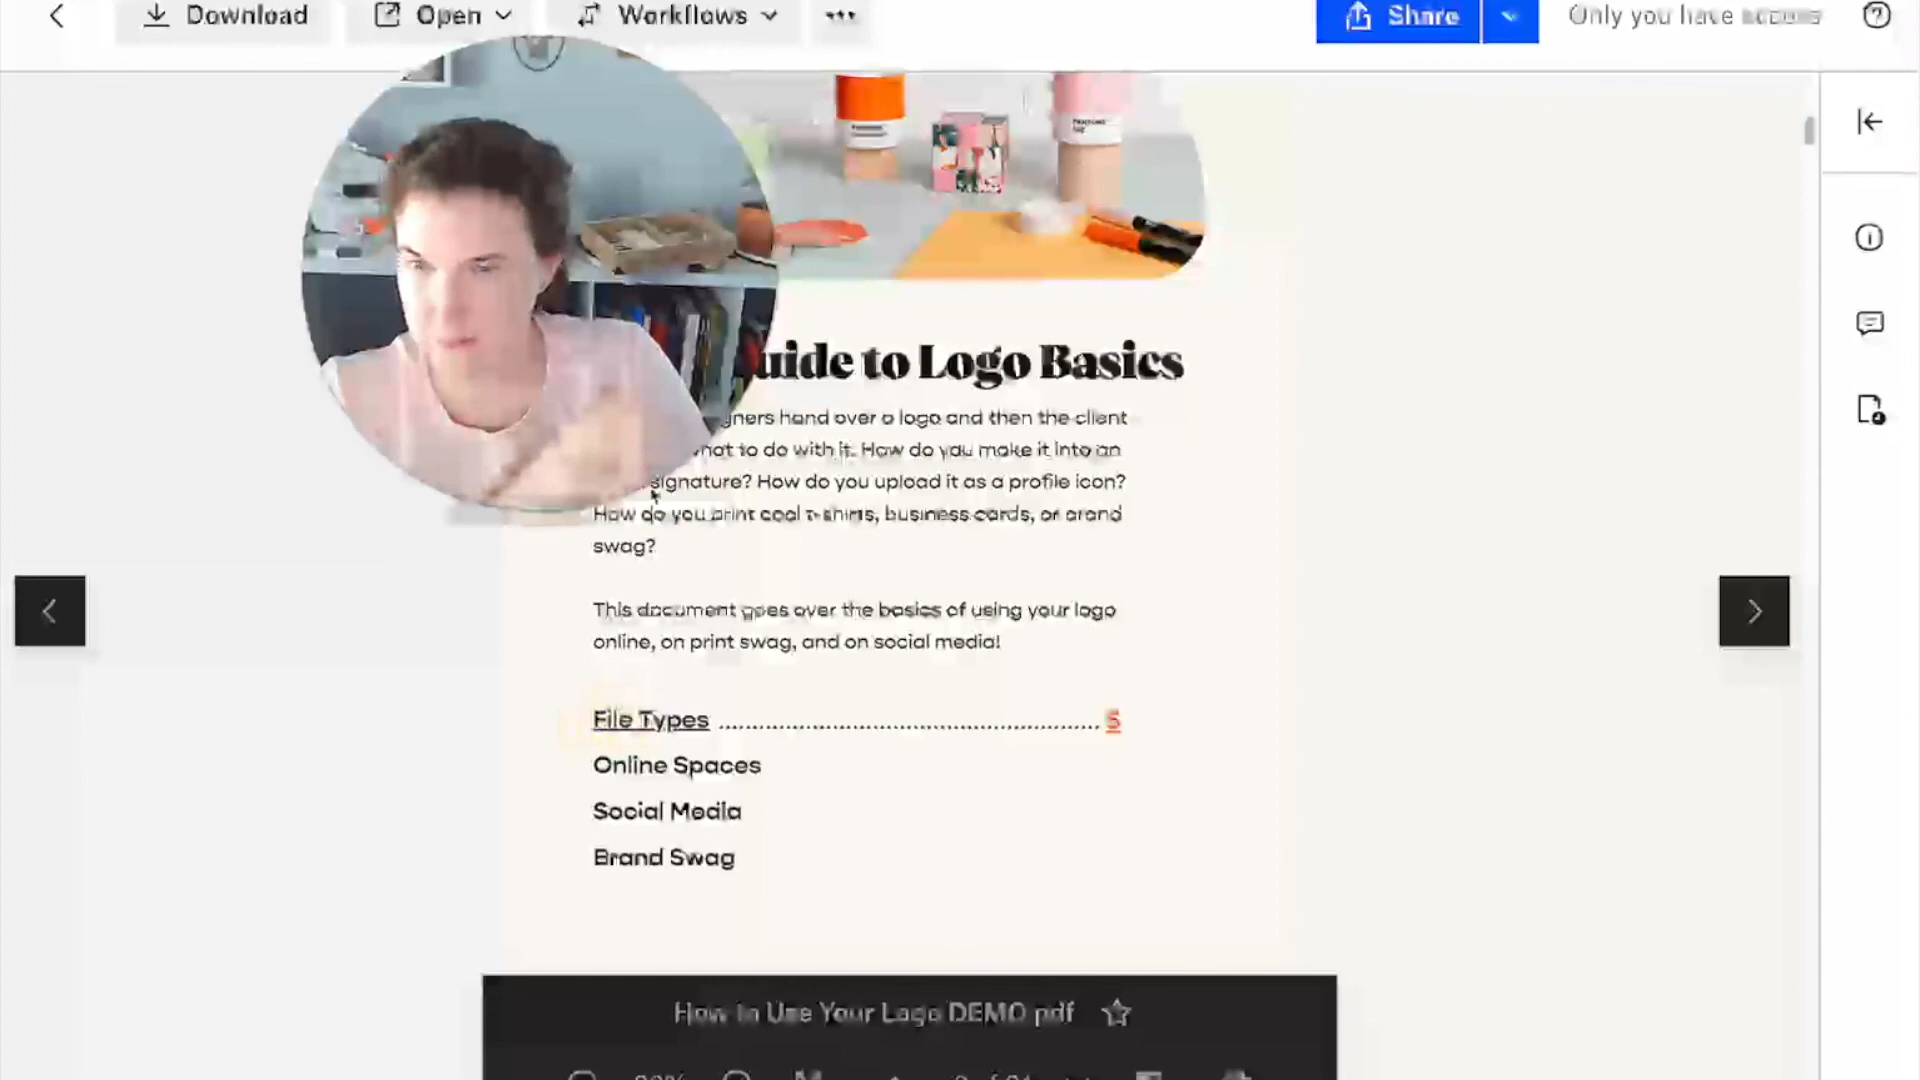 Download
Open
Workflows
Share
Only you have access
uide to Logo Basics
gners hand over a logo and then the client
hat to do with it. How do you make it into an
signature? How do you upload it as a profile icon?
How do you print cool t-shirts, business cards, or brand
swag?
This document goes over the basics of using your logo
online, on print swag, and on social media!
File Types ........................................ 5
Online Spaces
Social Media
Brand Swag
How to Use Your Logo DEMO.pdf